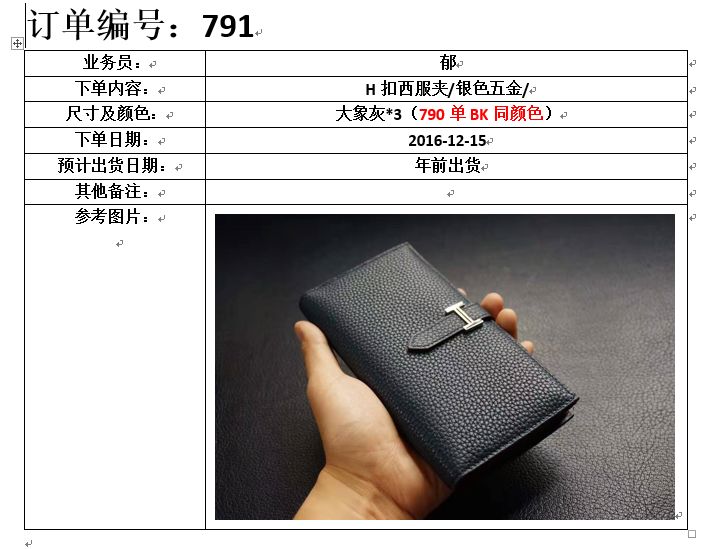 订单编号：791
业务员： 郁
下单内容： H 扣西服夹/银色五金/
尺寸及颜色： 大象灰*3（790 单 BK 同颜色）
下单日期： 2016-12-15
预计出货日期： 年前出货
其他备注：
参考图片：